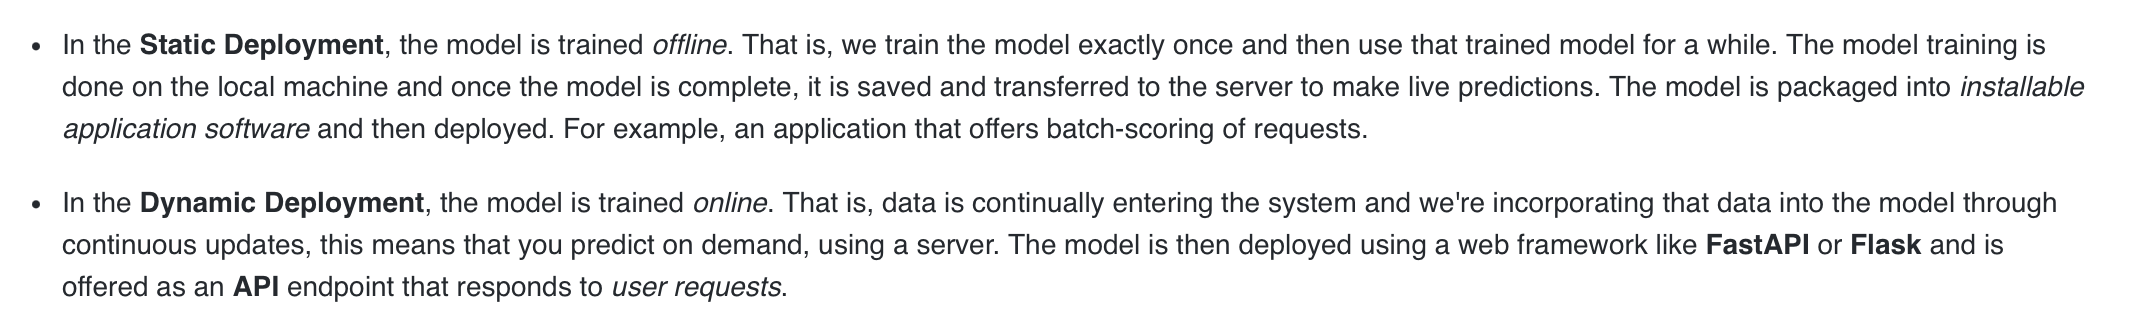 • In the Static Deployment, the model is trained offline. That is, we train the model exactly once and then use that trained model for a while. The model training is
done on the local machine and once the model is complete, it is saved and transferred to the server to make live predictions. The model is packaged into installable
application software and then deployed. For example, an application that offers batch-scoring of requests.
• In the Dynamic Deployment, the model is trained online. That is, data is continually entering the system and we're incorporating that data into the model through
continuous updates, this means that you predict on demand, using a server. The model is then deployed using a web framework like FastAPI or Flask and is
offered as an API endpoint that responds to user requests.